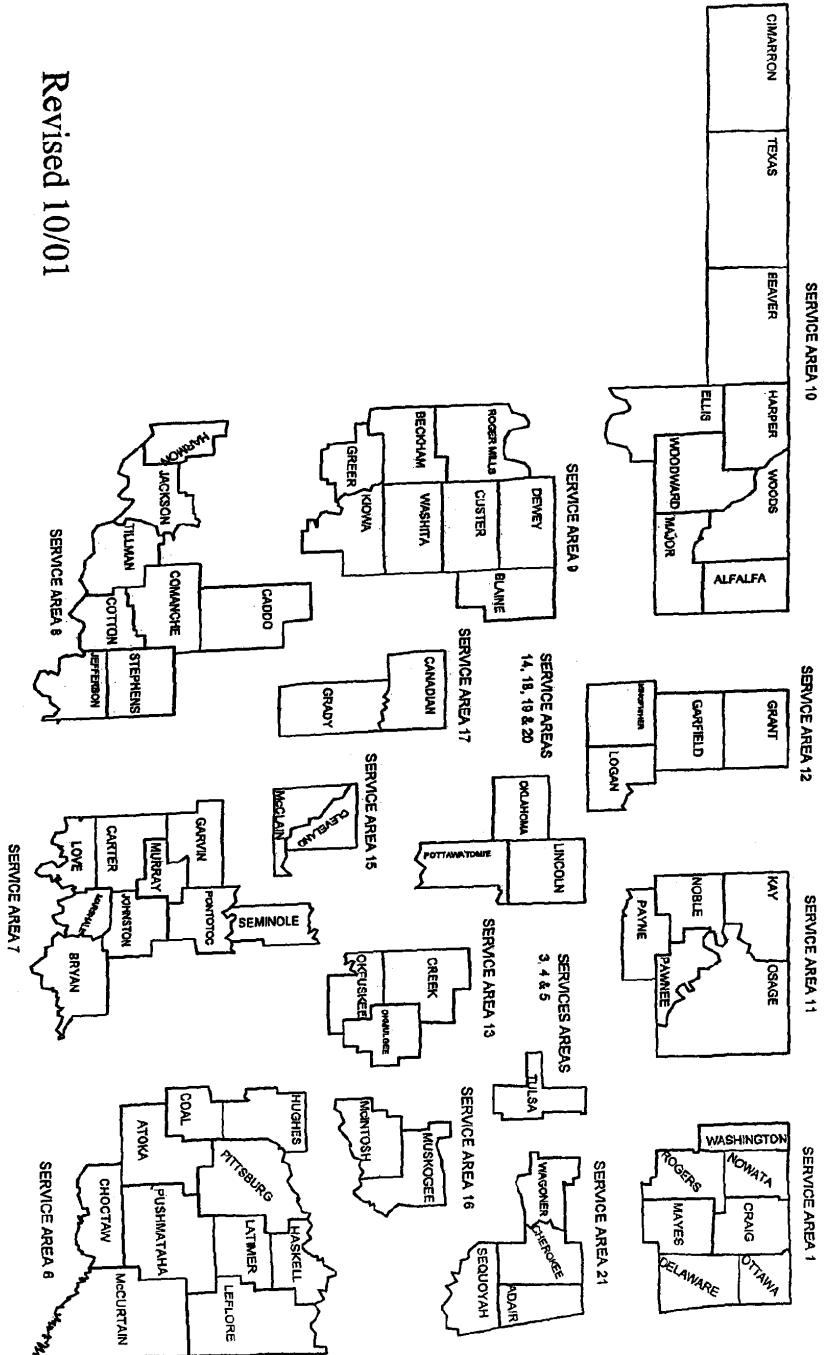 SERVICE AREA 10
CIMARRON
TEXAS
BEAVER
HARPER
ELLIS
WOODS
WOODWARD
MAJOR
ALFALFA
SERVICE AREA 12
GRANT
GARFIELD
KINGFISHER
LOGAN
SERVICE AREA 11
KAY
OSAGE
NOBLE
PAWNEE
PAYNE
SERVICE AREA 1
WASHINGTON
NOWATA
CRAIG
OTTAWA
ROGERS
MAYES
DELAWARE
SERVICE AREA 9
ROGER MILLS
DEWEY
CUSTER
BLAINE
BECKHAM
WASHITA
GREER
KIOWA
SERVICE AREAS
14, 18, 19 & 20
OKLAHOMA
LINCOLN
POTTAWATOMIE
SERVICES AREAS
3, 4 & 5
TULSA
SERVICE AREA 21
WAGONER
CHEROKEE
ADAIR
SEQUOYAH
SERVICE AREA 17
CANADIAN
GRADY
SERVICE AREA 15
CLEVELAND
McCLAIN
SERVICE AREA 13
CREEK
OKFUSKEE
OKMULGEE
SERVICE AREA 16
MUSKOGEE
McINTOSH
HARMON
JACKSON
TILLMAN
COMANCHE
CADDO
COTTON
STEPHENS
JEFFERSON
SERVICE AREA 8
GARVIN
MURRAY
CARTER
LOVE
PONTOTOC
SEMINOLE
JOHNSTON
MARSHALL
BRYAN
SERVICE AREA 7
HUGHES
COAL
ATOKA
PITTSBURG
HASKELL
LATIMER
LEFLORE
PUSHMATAHA
CHOCTAW
McCURTAIN
SERVICE AREA 6
Revised 10/01